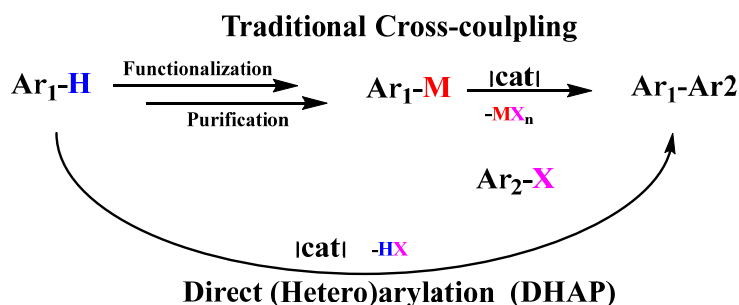 Traditional Cross-coulpling
Functionalization
Ar₁-H Ar₁-M |cat| Ar₁-Ar2
Purification -MXₙ
Ar₂-X
|cat| -HX
Direct (Hetero)arylation (DHAP)